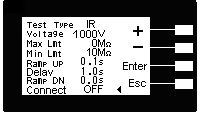 Test Type IR
Voltage 1000V
Max Lmt 0MΩ
Min Lmt 10MΩ
Ramp UP 0.1s
Delay 1.0s
Ramp DN 0.0s
Connect OFF
+
−
Enter
Esc